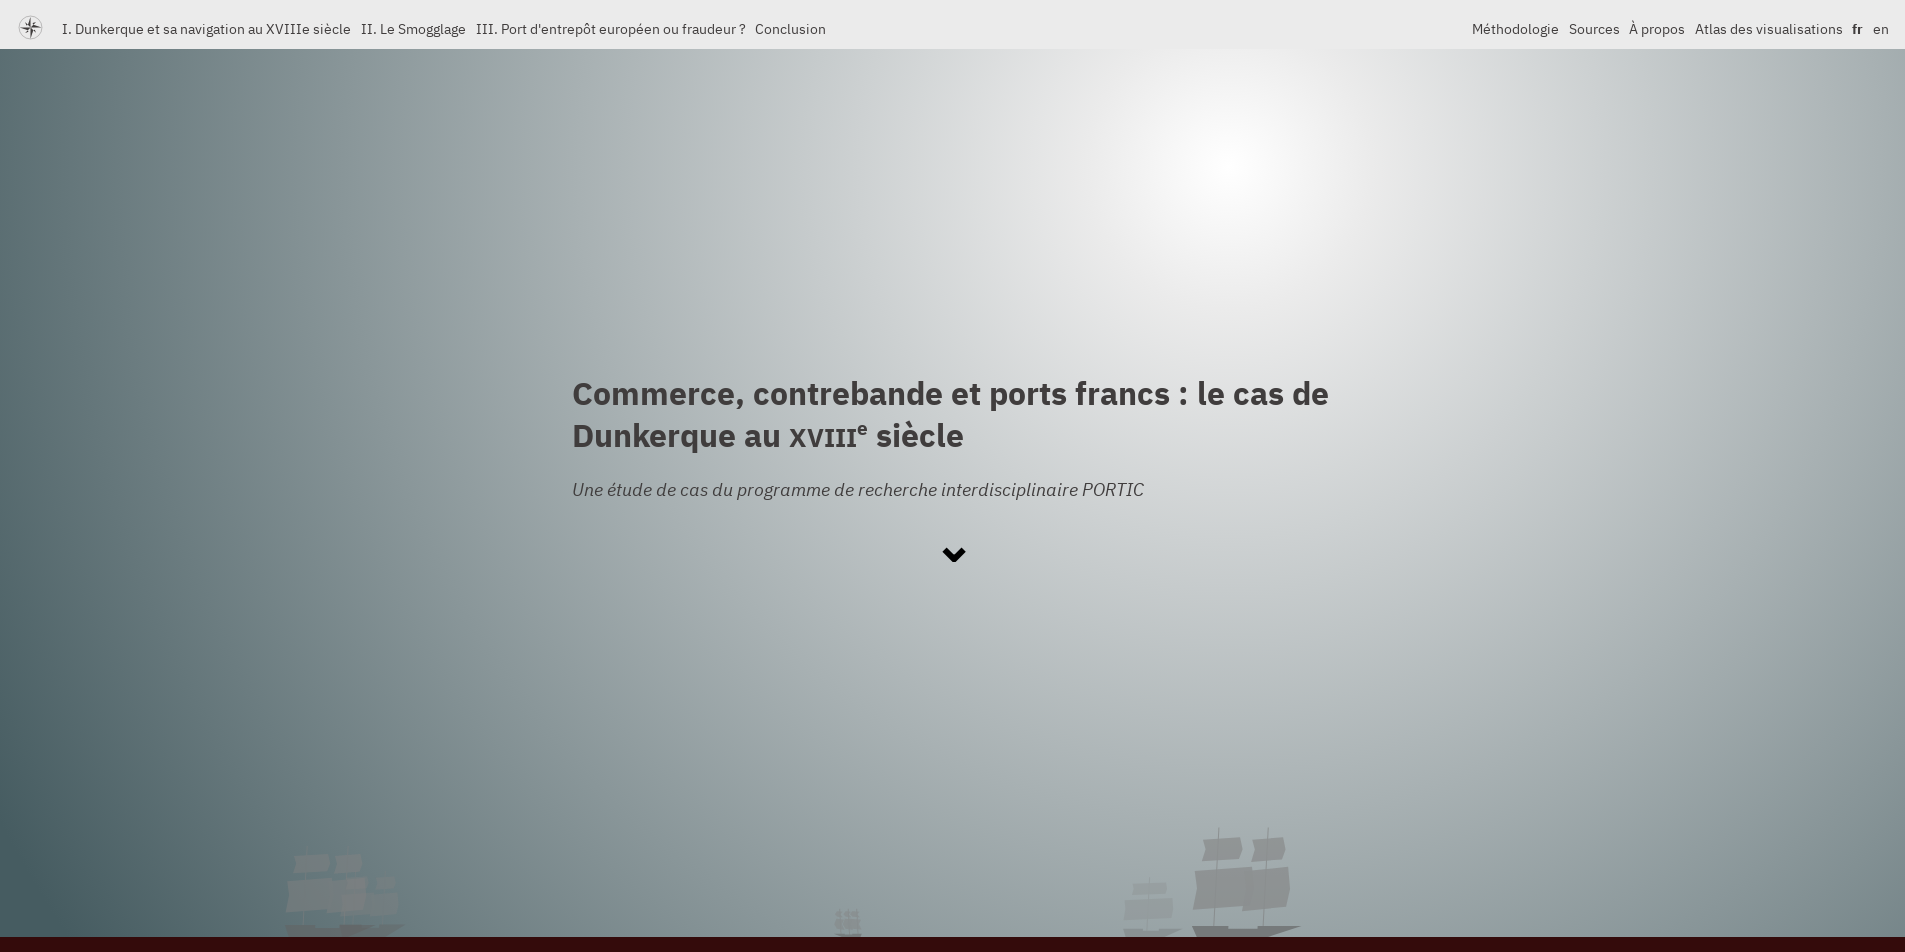 I. Dunkerque et sa navigation au XVIIIe siècle II. Le Smogglage III. Port d'entrepôt européen ou fraudeur ? Conclusion Méthodologie Sources À propos Atlas des visualisations fr en
Commerce, contrebande et ports francs : le cas de
Dunkerque au XVIIIe siècle
Une étude de cas du programme de recherche interdisciplinaire PORTIC